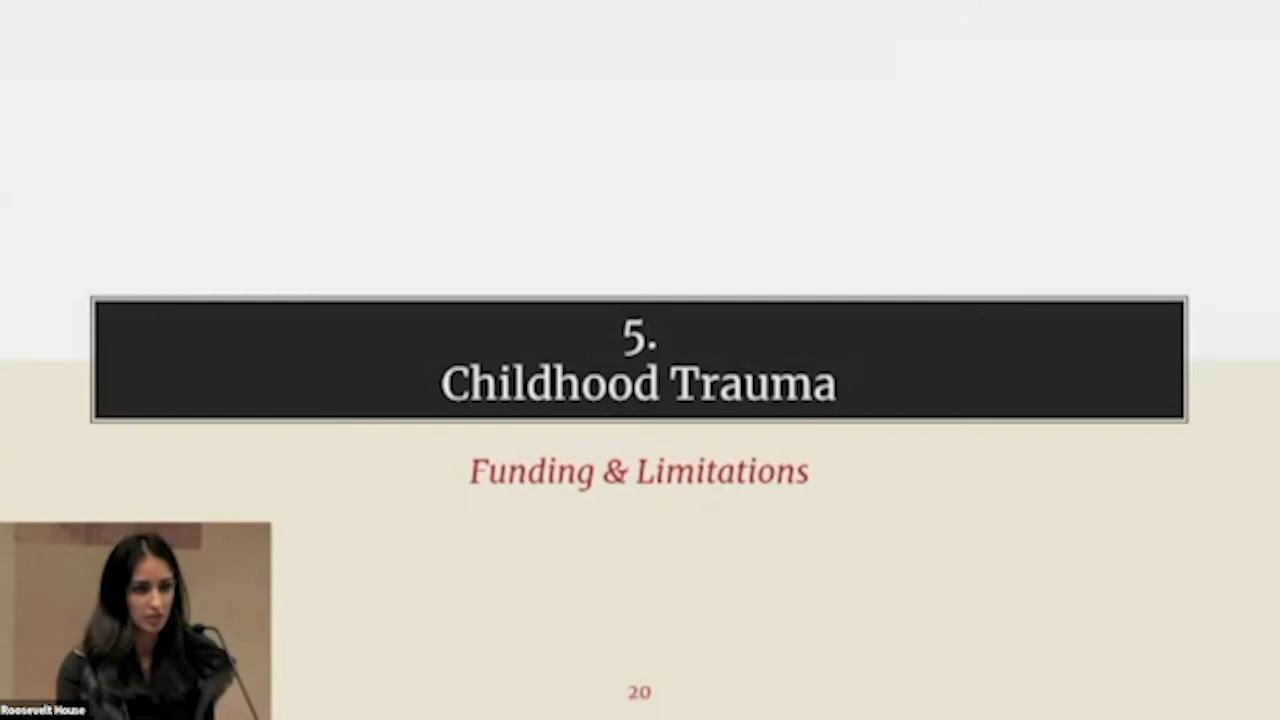 5.
Childhood Trauma
Funding & Limitations
20
Roosevelt House